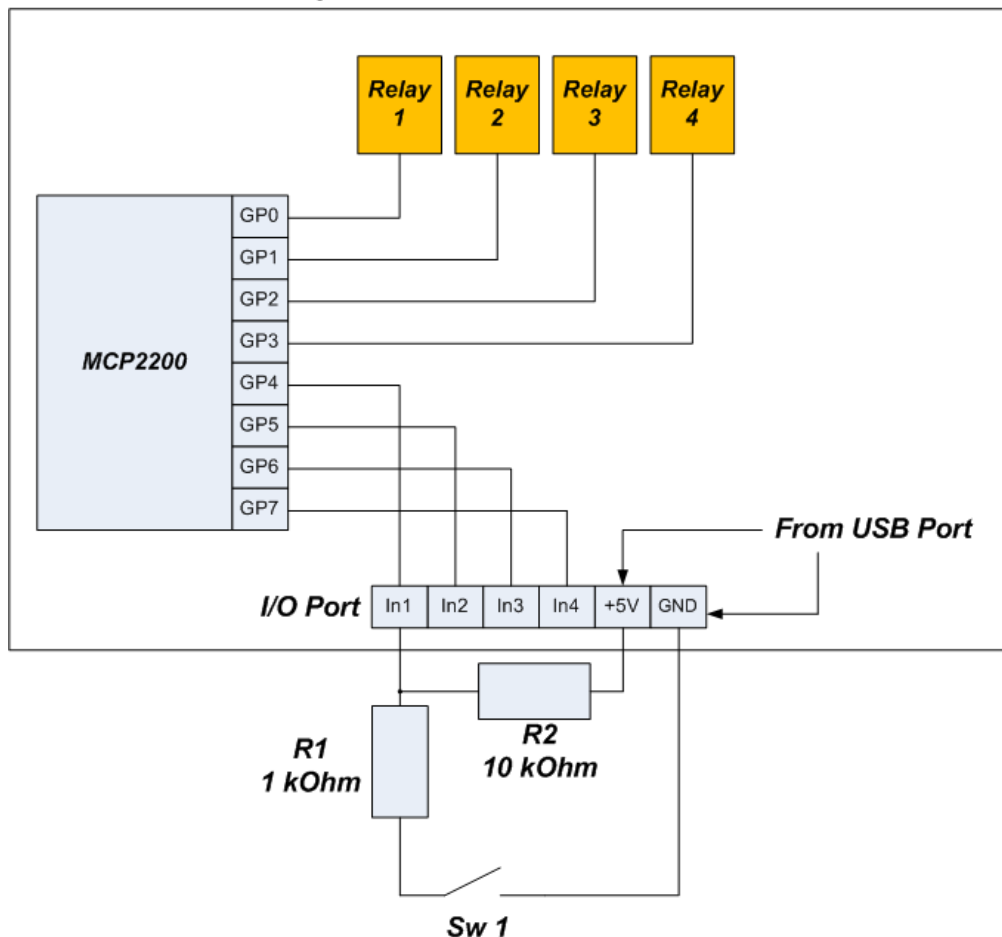 Relay
1
Relay
2
Relay
3
Relay
4
GP0
GP1
GP2
GP3
MCP2200
GP4
GP5
GP6
GP7
From USB Port
I/O Port
In1
In2
In3
In4
+5V
GND
R1
1 kOhm
R2
10 kOhm
Sw 1